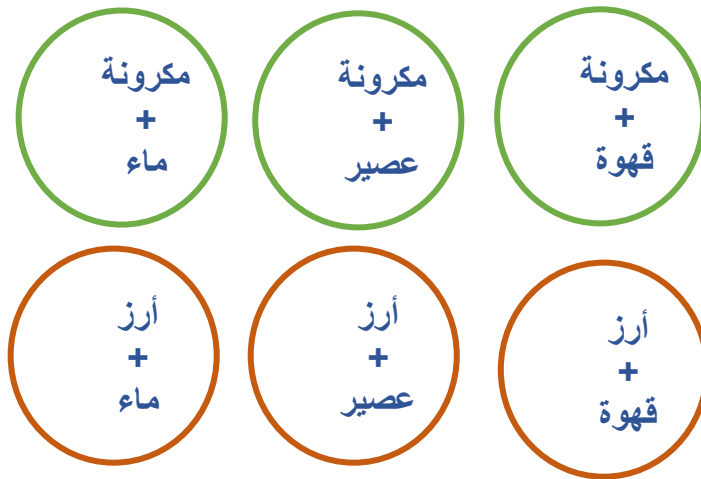 مكرونة
+
قهوة
مكرونة
+
عصير
مكرونة
+
ماء
أرز
+
قهوة
أرز
+
عصير
أرز
+
ماء